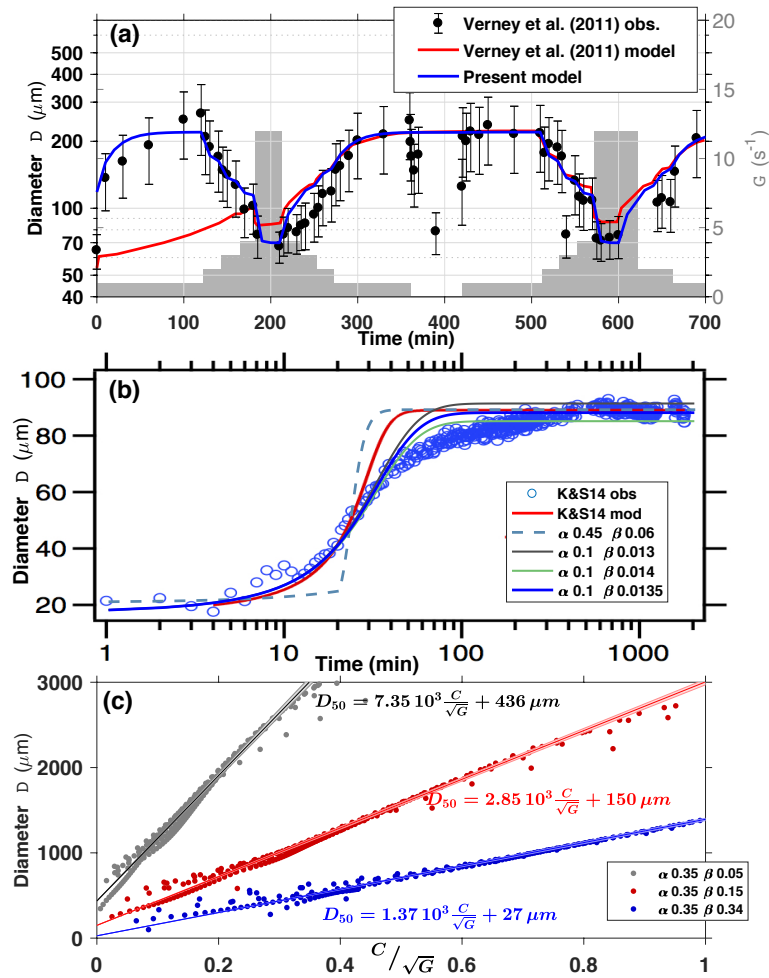 (a)
Verney et al. (2011) obs.
Verney et al. (2011) model
Present model
Diameter D (μm)
700
500
400
300
200
100
70
50
40
20
15
10
5
3
0
G (s⁻¹)
0 100 200 300 400 500 600 700
Time (min)
(b)
Diameter D (μm)
100
80
60
40
20
K&S14 obs
K&S14 mod
α 0.45 β 0.06
α 0.1 β 0.013
α 0.1 β 0.014
α 0.1 β 0.0135
1 10 100 1000
Time (min)
(c)
Diameter D (μm)
3000
2000
1000
0
D₅₀ = 7.35 10³ C/√G + 436 μm
D₅₀ = 2.85 10³ C/√G + 150 μm
D₅₀ = 1.37 10³ C/√G + 27 μm
α 0.35 β 0.05
α 0.35 β 0.15
α 0.35 β 0.34
0 0.2 0.4 0.6 0.8 1
C/√G